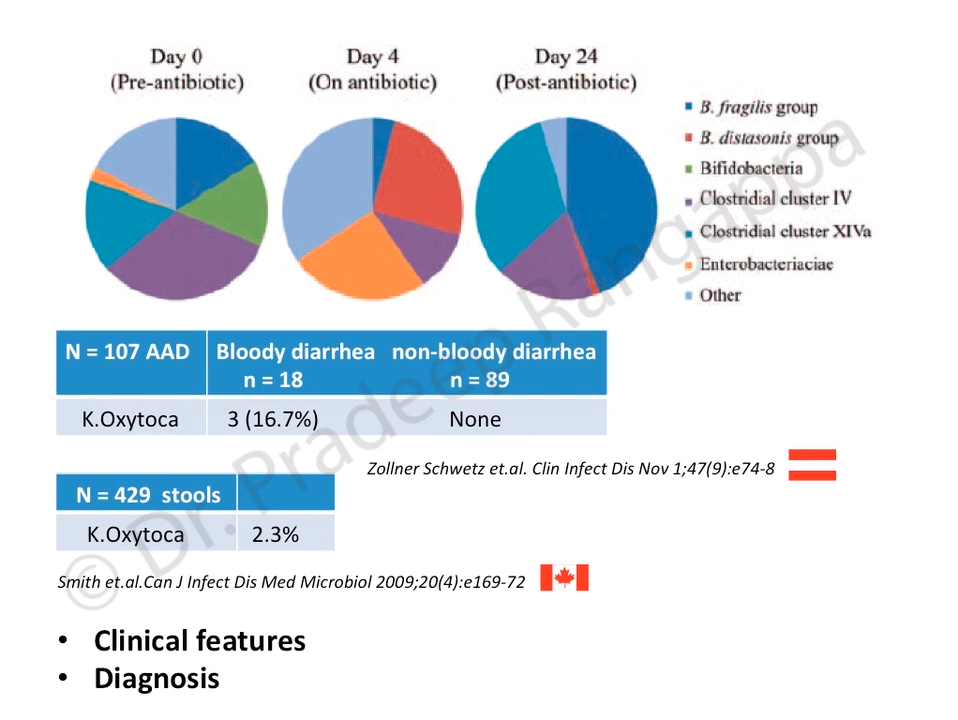 Day 0
(Pre-antibiotic)
Day 4
(On antibiotic)
Day 24
(Post-antibiotic)
B. fragilis group
B. distasonis group
Bifidobacteria
Clostridial cluster IV
Clostridial cluster XIVa
Enterobacteriaciae
Other
N = 107 AAD
Bloody diarrhea
n = 18
non-bloody diarrhea
n = 89
K.Oxytoca
3 (16.7%)
None
Zollner Schwetz et.al. Clin Infect Dis Nov 1;47(9):e74-8
N = 429 stools
K.Oxytoca
2.3%
Smith et.al.Can J Infect Dis Med Microbiol 2009;20(4):e169-72
• Clinical features
• Diagnosis
© Dr. Pradeep Rangappa